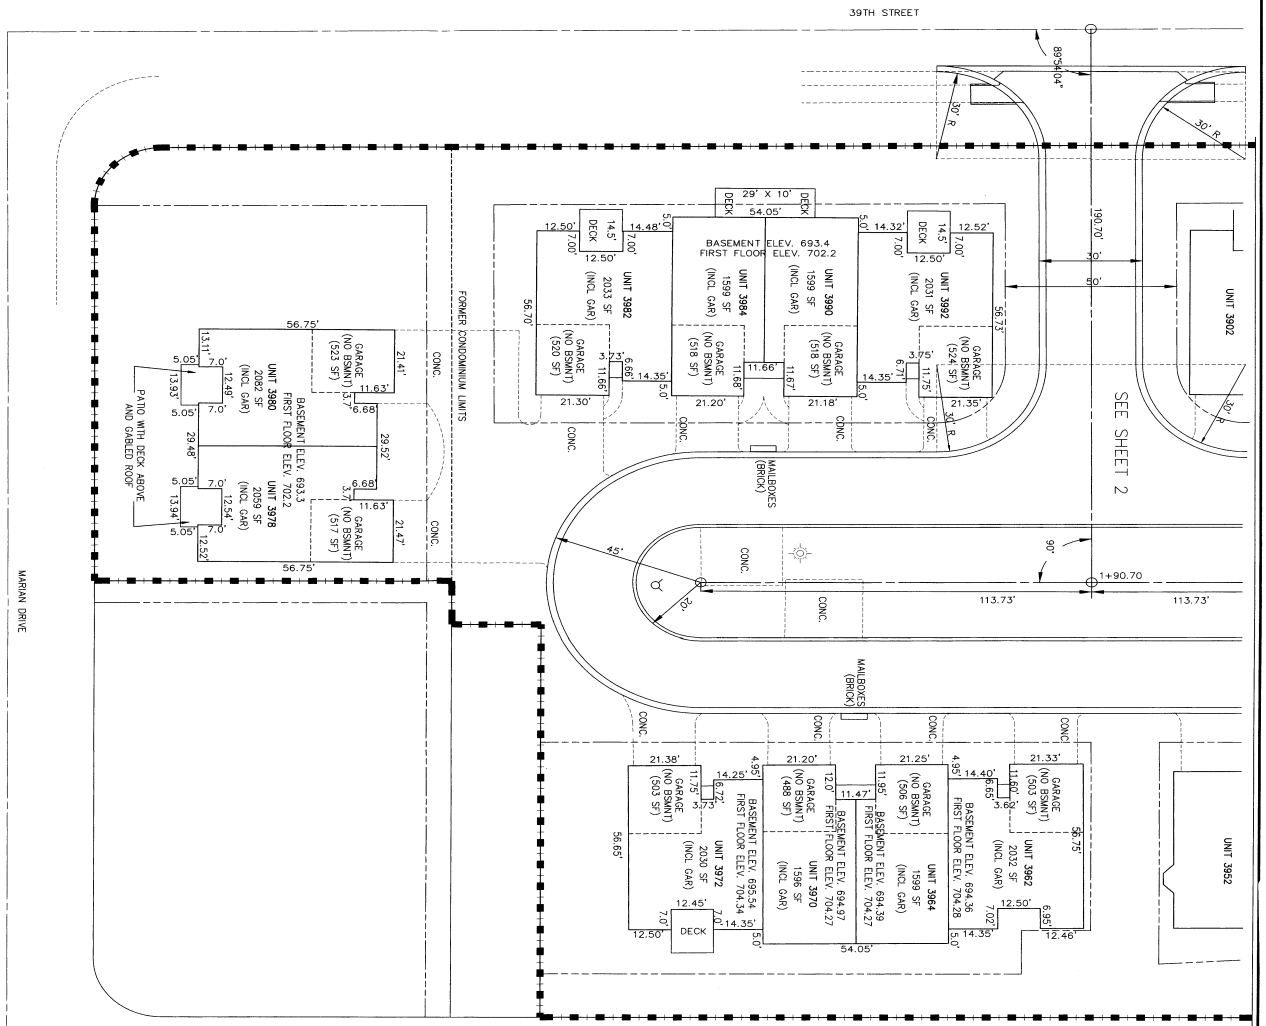 39TH STREET
89°54'04"
30' R
30' R
190.70'
30'
50'
SEE SHEET 2
UNIT 3902
30' R
30' R
29' X 10'
DECK
DECK
54.05'
BASEMENT ELEV. 693.4
FIRST FLOOR ELEV. 702.2
12.50'
7.00'
DECK
14.5'
12.50'
7.00'
14.48'
5.0'
UNIT 3982
2033 SF
(INCL GAR)
56.70'
GARAGE
(NO BSMNT)
(520 SF)
3.73'
6.66'
11.66'
14.35'
5.0'
21.30'
UNIT 3984
1599 SF
(INCL GAR)
GARAGE
(NO BSMNT)
(518 SF)
11.68'
21.20'
11.66'
UNIT 3990
1599 SF
(INCL GAR)
GARAGE
(NO BSMNT)
(518 SF)
11.67'
21.18'
5.0'
14.32'
7.00'
DECK
14.5'
12.50'
7.00'
12.52'
UNIT 3992
2031 SF
(INCL GAR)
56.73'
GARAGE
(NO BSMNT)
(524 SF)
3.75'
6.71'
11.75'
14.35'
5.0'
21.35'
CONC.
CONC.
CONC.
MAILBOXES
(BRICK)
FORMER CONDOMINIUM LIMITS
56.75'
13.11'
5.05'
7.0'
13.93'
12.49'
5.05'
7.0'
UNIT 3980
2082 SF
(INCL GAR)
GARAGE
(NO BSMNT)
(523 SF)
21.41'
11.63'
3.7'
6.68'
CONC.
BASEMENT ELEV. 693.3
FIRST FLOOR ELEV. 702.2
29.48'
29.52'
PATIO WITH DECK ABOVE
AND GABLED ROOF
5.05'
7.0'
13.94'
12.54'
5.05'
7.0'
12.52'
UNIT 3978
2059 SF
(INCL GAR)
6.68'
3.7'
11.63'
GARAGE
(NO BSMNT)
(517 SF)
21.47'
CONC.
56.75'
MARIAN DRIVE
45'
20'
CONC.
CONC.
90°
1+90.70
113.73'
113.73'
MAILBOXES
(BRICK)
CONC.
CONC.
CONC.
CONC.
21.38'
GARAGE
(NO BSMNT)
(503 SF)
11.75'
6.72'
3.73'
14.25'
4.95'
56.65'
UNIT 3972
2030 SF
(INCL GAR)
BASEMENT ELEV. 695.54
FIRST FLOOR ELEV. 704.34
12.45'
7.0'
7.0'
12.50'
DECK
14.35'
5.0'
21.20'
GARAGE
(NO BSMNT)
(488 SF)
12.0'
11.47'
UNIT 3970
1596 SF
(INCL GAR)
BASEMENT ELEV. 694.97
FIRST FLOOR ELEV. 704.27
54.05'
21.25'
11.95'
GARAGE
(NO BSMNT)
(506 SF)
UNIT 3964
1599 SF
(INCL GAR)
BASEMENT ELEV. 694.39
FIRST FLOOR ELEV. 704.27
4.95'
14.40'
6.65'
11.60'
3.62'
21.33'
GARAGE
(NO BSMNT)
(503 SF)
56.75'
UNIT 3962
2032 SF
(INCL GAR)
BASEMENT ELEV. 694.36
FIRST FLOOR ELEV. 704.28
12.50'
7.02'
6.95'
5.0'
14.35'
12.46'
UNIT 3952